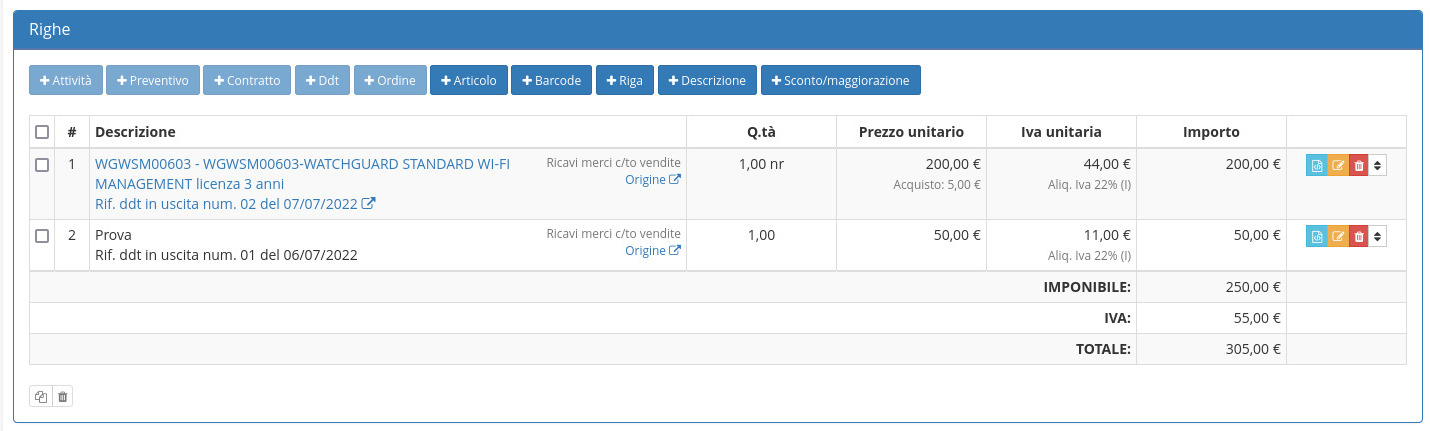 Righe
Attività Preventivo Contratto Ddt Ordine Articolo Barcode Riga Descrizione Sconto/maggiorazione
# Descrizione Q.tà Prezzo unitario Iva unitaria Importo
1 WGWSM00603 - WGWSM00603-WATCHGUARD STANDARD WI-FI Ricavi merci c/to vendite 1,00 nr 200,00 € 44,00 € 200,00 €
MANAGEMENT licenza 3 anni Origine Acquisto: 5,00 € Aliq. Iva 22% (I)
Rif. ddt in uscita num. 02 del 07/07/2022
2 Prova Ricavi merci c/to vendite 1,00 50,00 € 11,00 € 50,00 €
Rif. ddt in uscita num. 01 del 06/07/2022 Origine Aliq. Iva 22% (I)
IMPONIBILE: 250,00 €
IVA: 55,00 €
TOTALE: 305,00 €